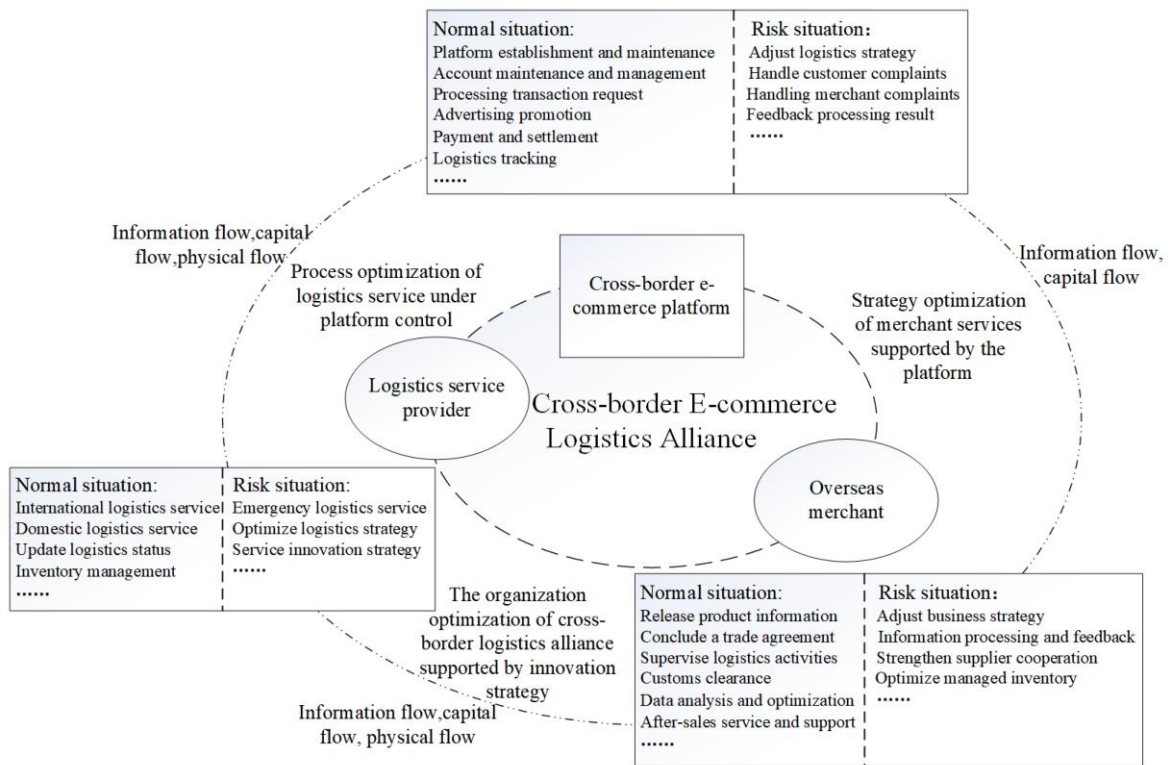 Normal situation:
Platform establishment and maintenance
Account maintenance and management
Processing transaction request
Advertising promotion
Payment and settlement
Logistics tracking
······
Risk situation：
Adjust logistics strategy
Handle customer complaints
Handling merchant complaints
Feedback processing result
······
Information flow,capital
flow,physical flow
Process optimization of
logistics service under
platform control
Cross-border e-
commerce platform
Information flow,
capital flow
Strategy optimization
of merchant services
supported by the
platform
Logistics service
provider
Cross-border E-commerce
Logistics Alliance
Overseas
merchant
Normal situation:
International logistics service
Domestic logistics service
Update logistics status
Inventory management
······
Risk situation:
Emergency logistics service
Optimize logistics strategy
Service innovation strategy
······
The organization
optimization of cross-
border logistics alliance
supported by innovation
strategy
Information flow,capital
flow, physical flow
Normal situation:
Release product information
Conclude a trade agreement
Supervise logistics activities
Customs clearance
Data analysis and optimization
After-sales service and support
······
Risk situation：
Adjust business strategy
Information processing and feedback
Strengthen supplier cooperation
Optimize managed inventory
······